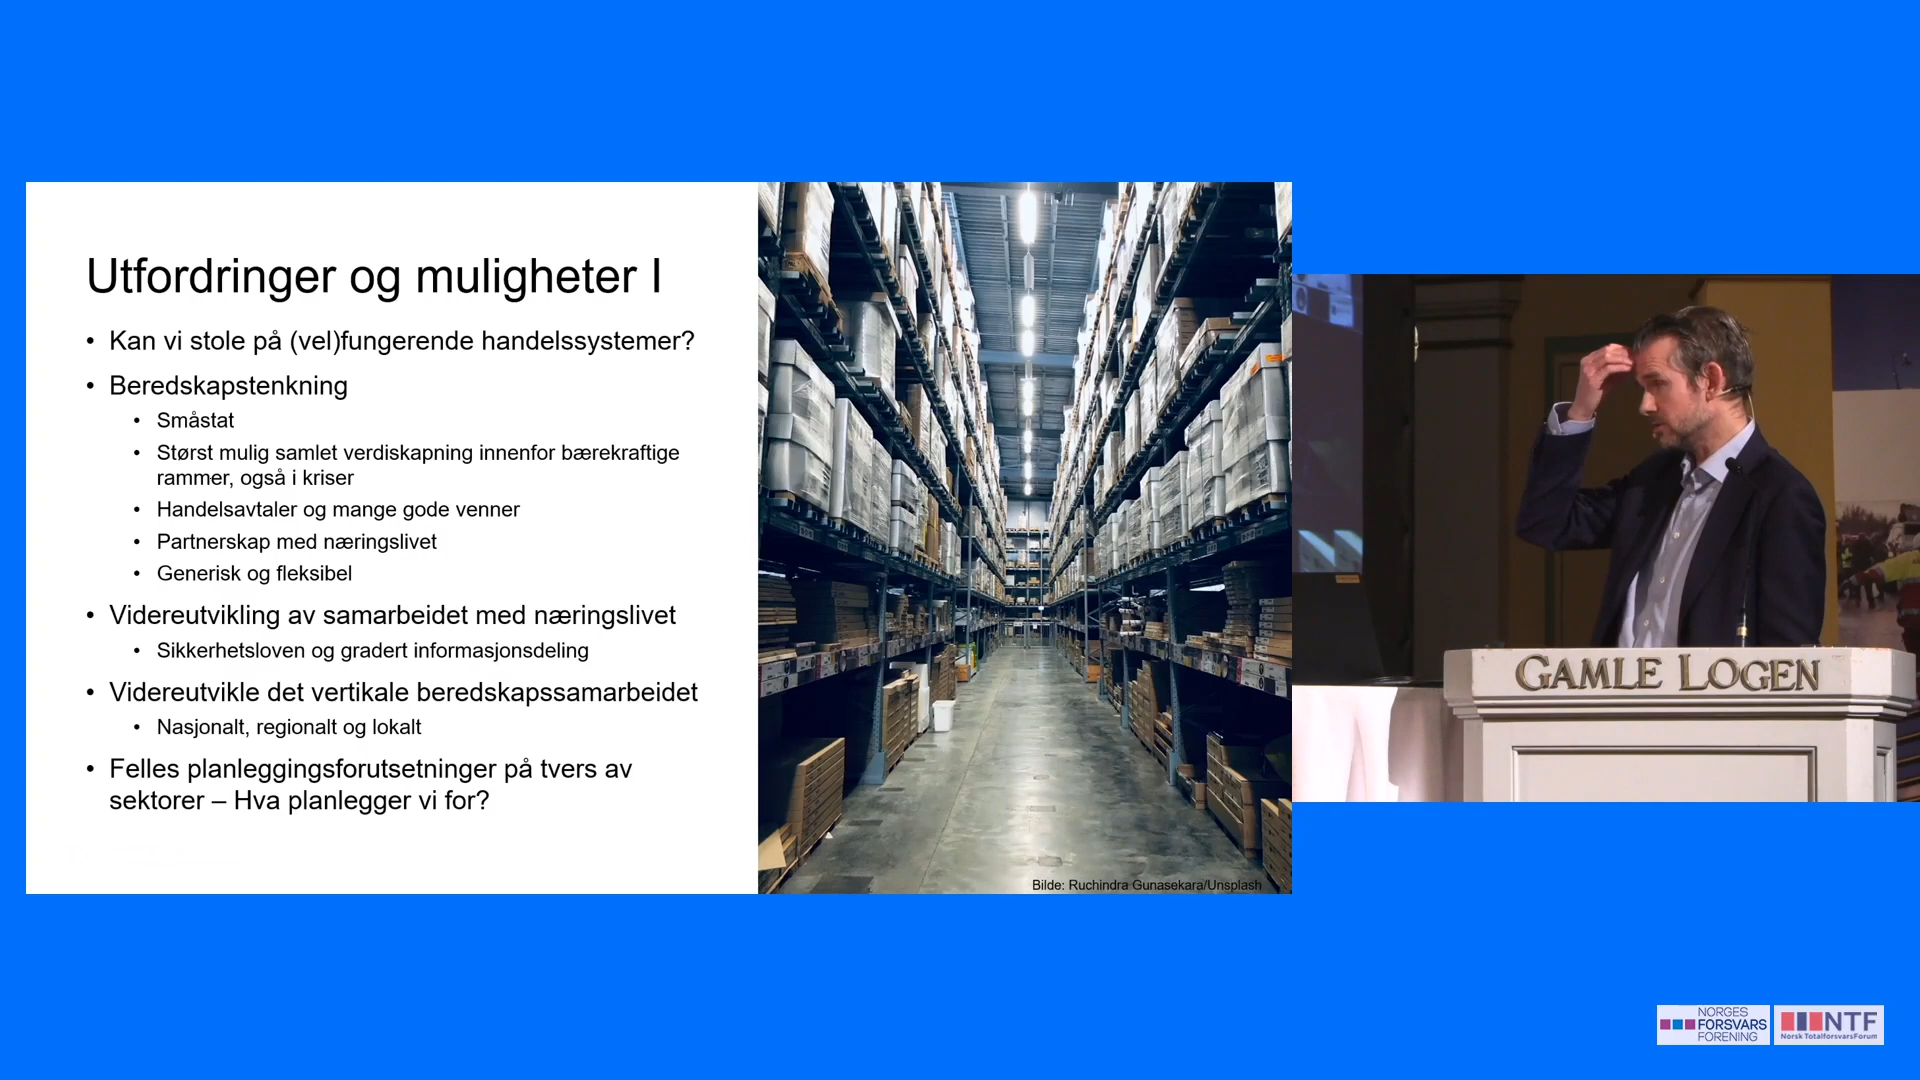 Utfordringer og muligheter I
• Kan vi stole på (vel)fungerende handelssystemer?
• Beredskapstenkning
• Småstat
• Størst mulig samlet verdiskapning innenfor bærekraftige
rammer, også i kriser
• Handelsavtaler og mange gode venner
• Partnerskap med næringslivet
• Generisk og fleksibel
• Videreutvikling av samarbeidet med næringslivet
• Sikkerhetsloven og gradert informasjonsdeling
• Videreutvikle det vertikale beredskapssamarbeidet
• Nasjonalt, regionalt og lokalt
• Felles planleggingsforutsetninger på tvers av
sektorer – Hva planlegger vi for?
Bilde: Ruchindra Gunasekara/Unsplash
GAMLE LOGEN
NORGES
FORSVARS
FORENING
NTF
Norsk TotalforsvarsForum